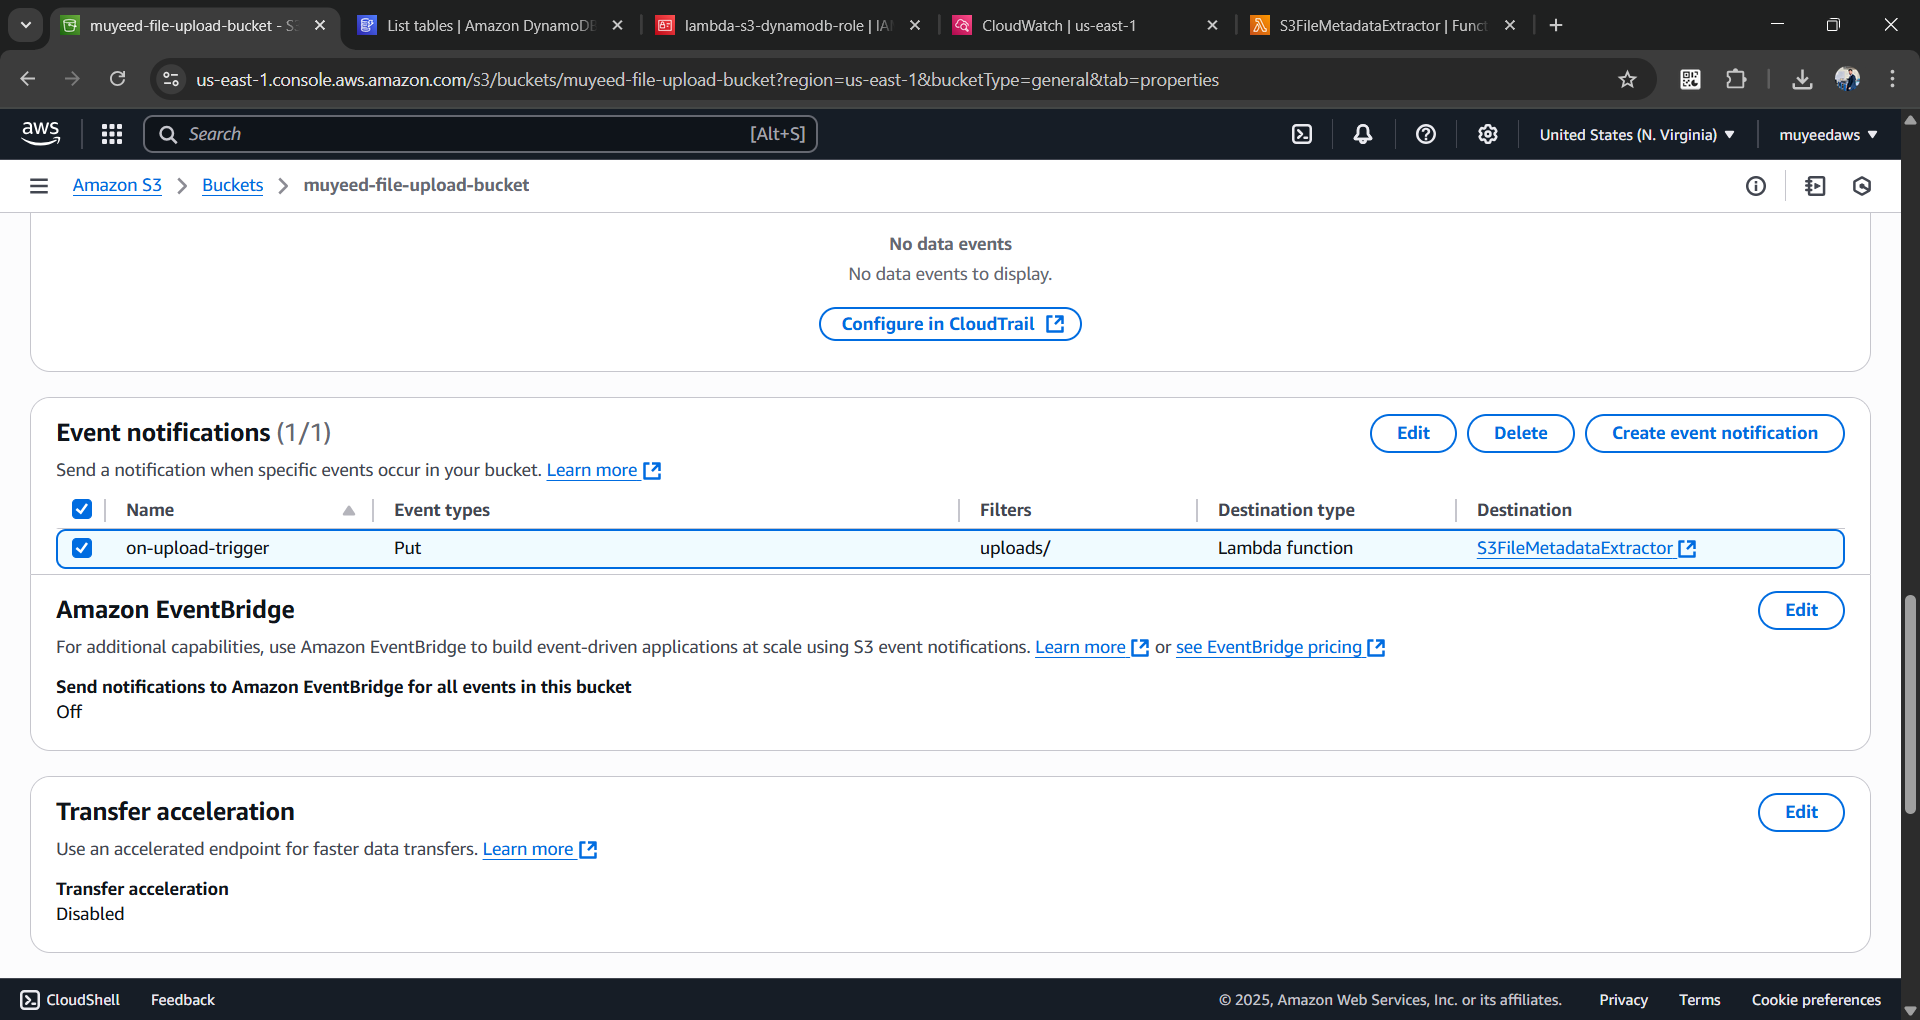 muyeed-file-upload-bucket - S3
List tables | Amazon DynamoDB
lambda-s3-dynamodb-role | IAM
CloudWatch | us-east-1
S3FileMetadataExtractor | Funct
us-east-1.console.aws.amazon.com/s3/buckets/muyeed-file-upload-bucket?region=us-east-1&bucketType=general&tab=properties
aws
Search
[Alt+S]
United States (N. Virginia)
muyeedaws
Amazon S3
Buckets
muyeed-file-upload-bucket
No data events
No data events to display.
Configure in CloudTrail
Event notifications (1/1)
Edit
Delete
Create event notification
Send a notification when specific events occur in your bucket. Learn more
Name Event types Filters Destination type Destination
on-upload-trigger Put uploads/ Lambda function S3FileMetadataExtractor
Amazon EventBridge
Edit
For additional capabilities, use Amazon EventBridge to build event-driven applications at scale using S3 event notifications. Learn more or see EventBridge pricing
Send notifications to Amazon EventBridge for all events in this bucket
Off
Transfer acceleration
Edit
Use an accelerated endpoint for faster data transfers. Learn more
Transfer acceleration
Disabled
CloudShell
Feedback
© 2025, Amazon Web Services, Inc. or its affiliates.
Privacy
Terms
Cookie preferences